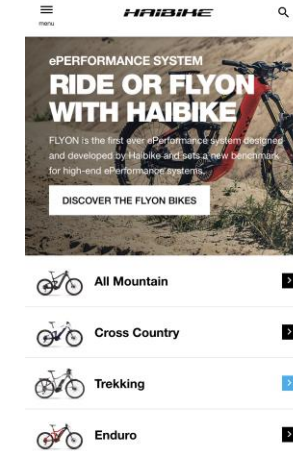 menu
HAIBIKE
ePERFORMANCE SYSTEM
RIDE OR FLYON
WITH HAIBIKE
FLYON is the first ever ePerformance system designed
and developed by Haibike and sets a new benchmark
for high-end ePerformance systems.
DISCOVER THE FLYON BIKES
All Mountain
Cross Country
Trekking
Enduro